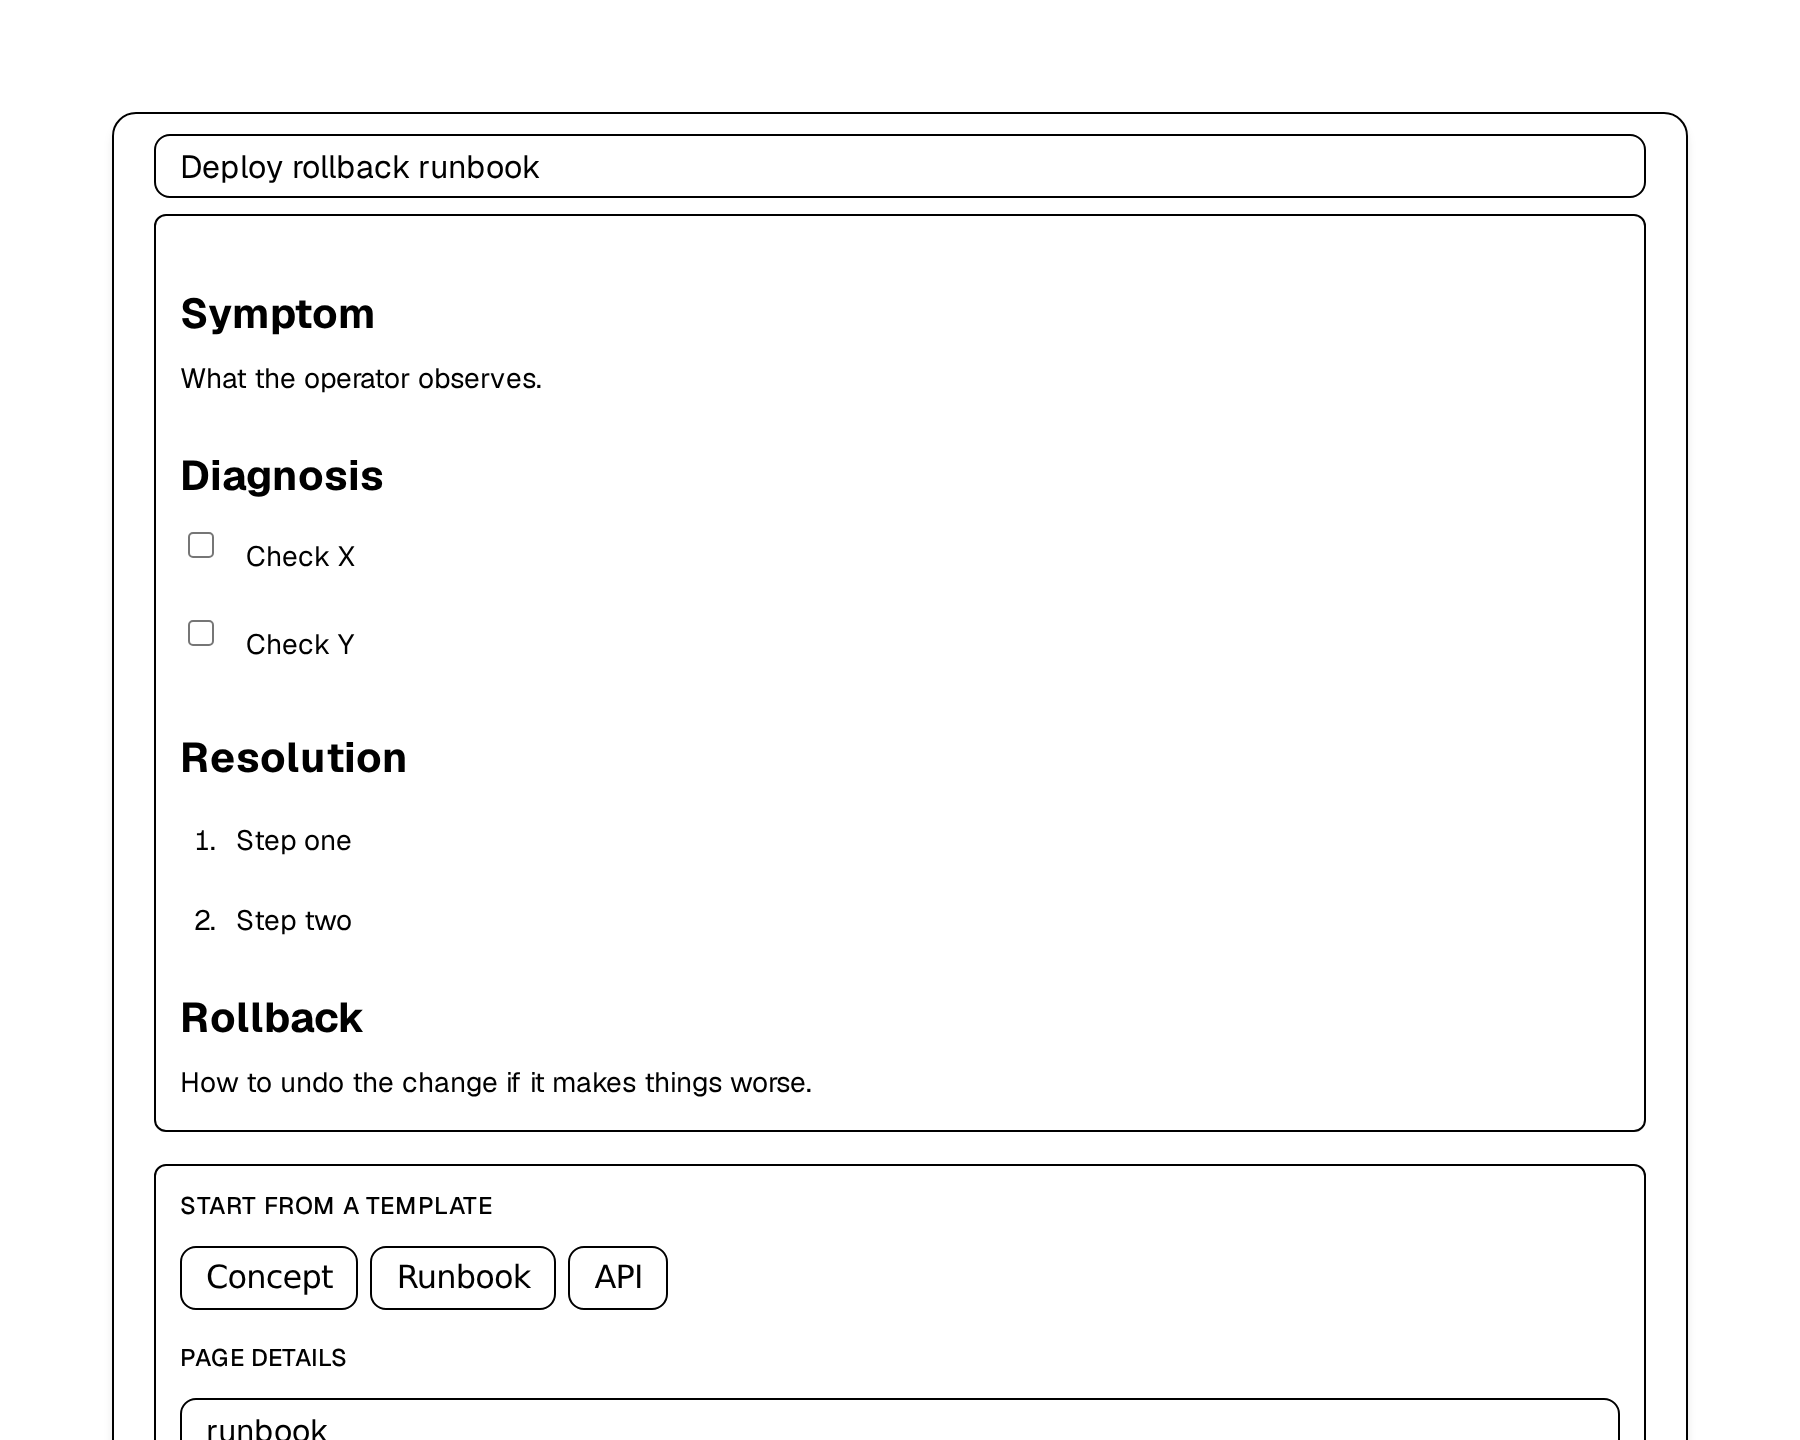 Deploy rollback runbook
Symptom
What the operator observes.
Diagnosis
Check X
Check Y
Resolution
1. Step one
2. Step two
Rollback
How to undo the change if it makes things worse.
START FROM A TEMPLATE
Concept Runbook API
PAGE DETAILS
runbook